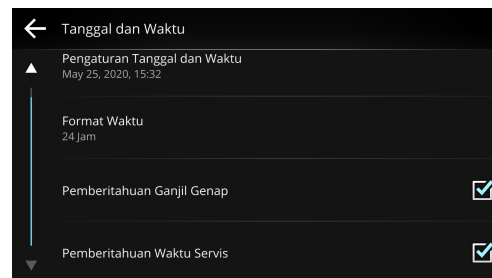 Tanggal dan Waktu
Pengaturan Tanggal dan Waktu
May 25, 2020, 15:32
Format Waktu
24 Jam
Pemberitahuan Ganjil Genap
Pemberitahuan Waktu Servis